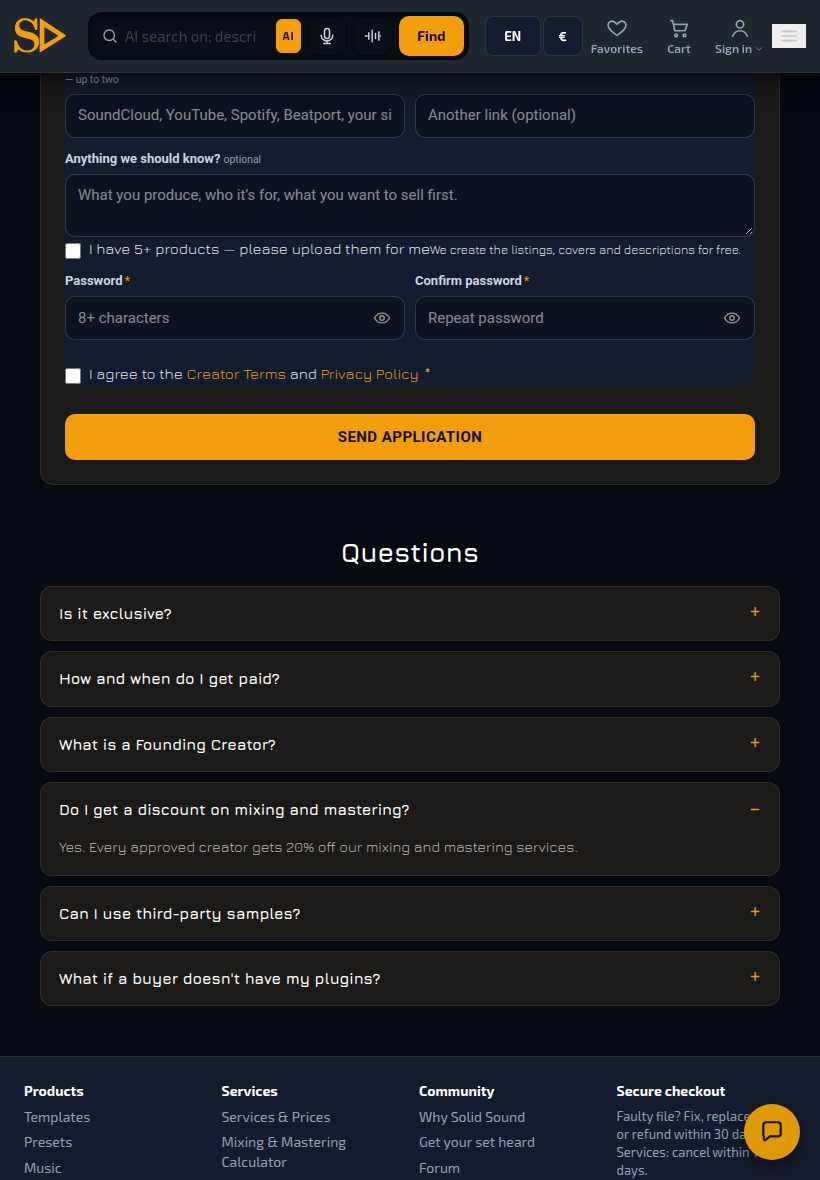 AI search on: descri
AI
Find
EN
€
Favorites
Cart
Sign in
— up to two
SoundCloud, YouTube, Spotify, Beatport, your si
Another link (optional)
Anything we should know? optional
What you produce, who it's for, what you want to sell first.
I have 5+ products — please upload them for meWe create the listings, covers and descriptions for free.
Password *
Confirm password *
8+ characters
Repeat password
I agree to the Creator Terms and Privacy Policy *
SEND APPLICATION
Questions
Is it exclusive?
+
How and when do I get paid?
+
What is a Founding Creator?
+
Do I get a discount on mixing and mastering?
−
Yes. Every approved creator gets 20% off our mixing and mastering services.
Can I use third-party samples?
+
What if a buyer doesn't have my plugins?
+
Products
Services
Community
Secure checkout
Templates
Services & Prices
Why Solid Sound
Faulty file? Fix, replace
Presets
Mixing & Mastering
Calculator
Get your set heard
or refund within 30 da
Music
Forum
Services: cancel within
days.